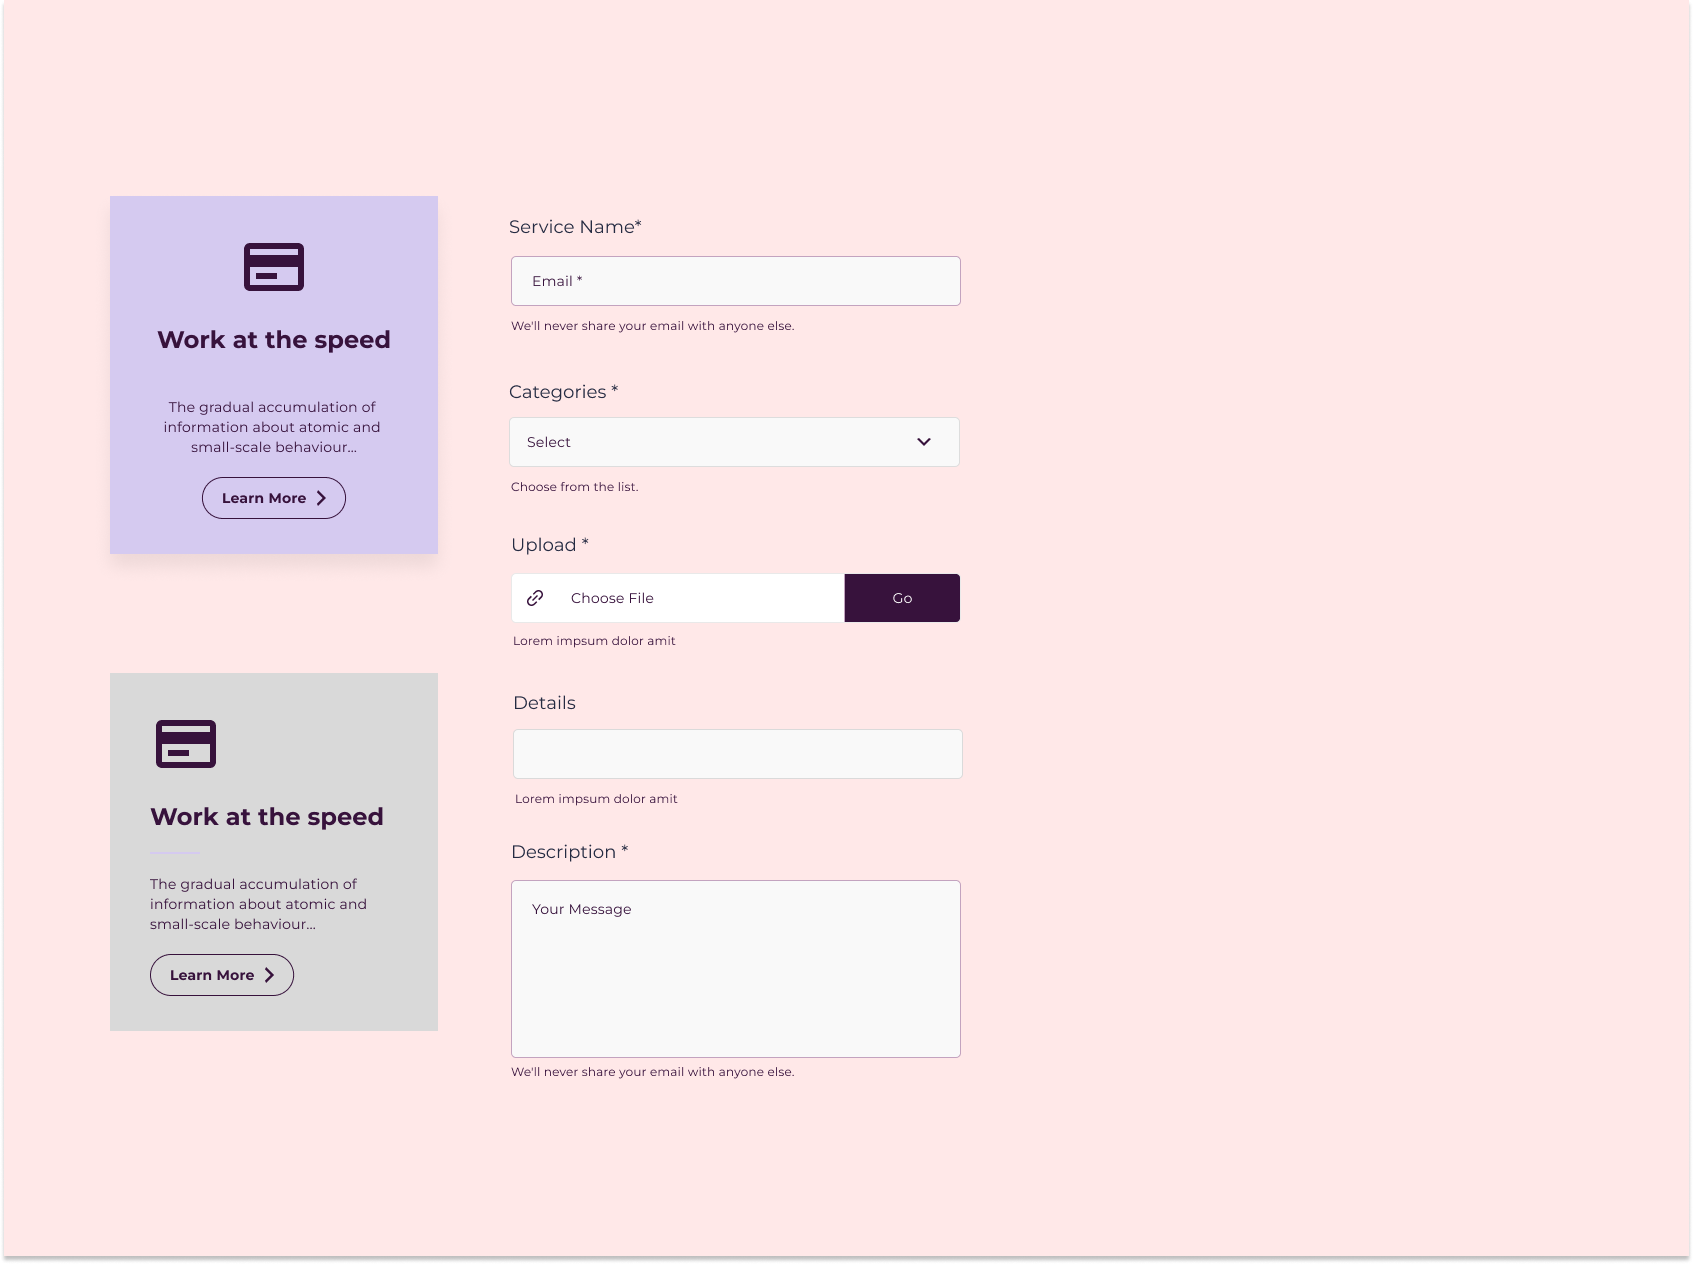 Work at the speed
The gradual accumulation of
information about atomic and
small-scale behaviour...
Learn More
Work at the speed
The gradual accumulation of
information about atomic and
small-scale behaviour...
Learn More
Service Name*
Email *
We'll never share your email with anyone else.
Categories *
Select
Choose from the list.
Upload *
Choose File
Go
Lorem impsum dolor amit
Details
Lorem impsum dolor amit
Description *
Your Message
We'll never share your email with anyone else.